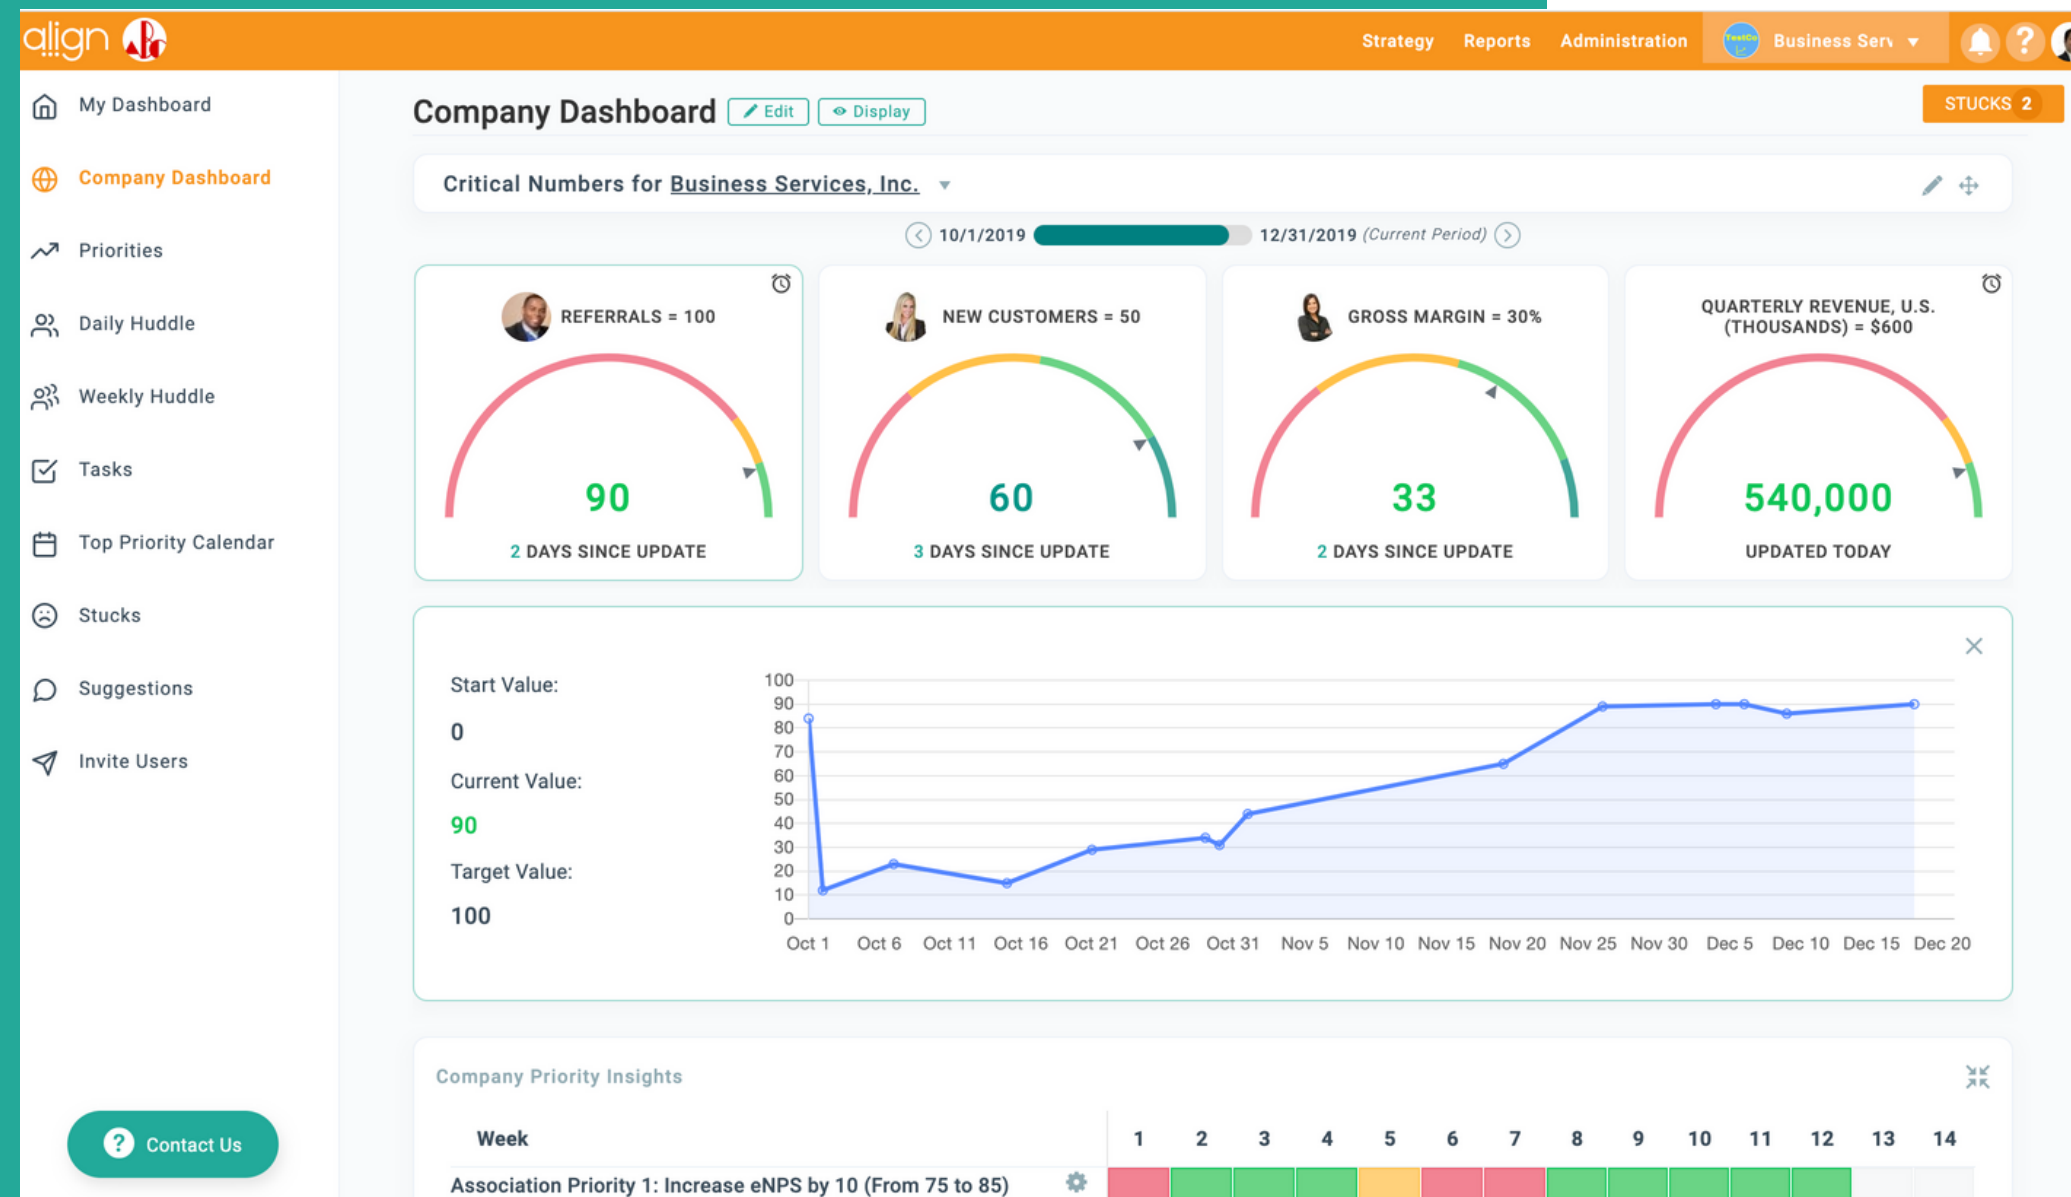 align ABC
Strategy Reports Administration TestCo Business Serv
My Dashboard
Company Dashboard
Priorities
Daily Huddle
Weekly Huddle
Tasks
Top Priority Calendar
Stucks
Suggestions
Invite Users
? Contact Us
Company Dashboard Edit Display
STUCKS 2
Critical Numbers for Business Services, Inc.
10/1/2019 12/31/2019 (Current Period)
REFERRALS = 100
90
2 DAYS SINCE UPDATE
NEW CUSTOMERS = 50
60
3 DAYS SINCE UPDATE
GROSS MARGIN = 30%
33
2 DAYS SINCE UPDATE
QUARTERLY REVENUE, U.S.
(THOUSANDS) = $600
540,000
UPDATED TODAY
Start Value:
0
Current Value:
90
Target Value:
100
100
90
80
70
60
50
40
30
20
10
0
Oct 1 Oct 6 Oct 11 Oct 16 Oct 21 Oct 26 Oct 31 Nov 5 Nov 10 Nov 15 Nov 20 Nov 25 Nov 30 Dec 5 Dec 10 Dec 15 Dec 20
Company Priority Insights
Week 1 2 3 4 5 6 7 8 9 10 11 12 13 14
Association Priority 1: Increase eNPS by 10 (From 75 to 85)